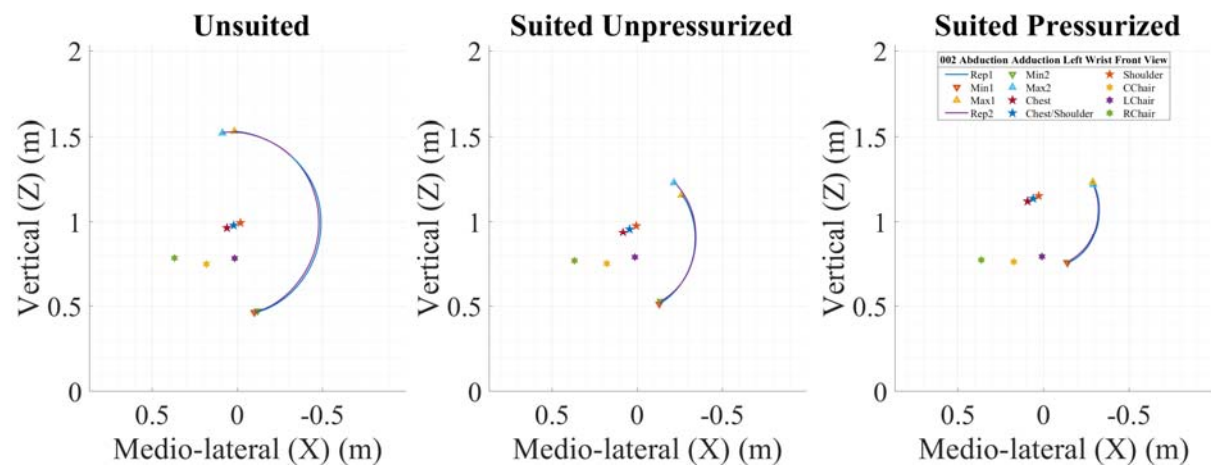 Unsuited
Suited Unpressurized
Suited Pressurized
Vertical (Z) (m)
2
1.5
1
0.5
0
0.5
0
-0.5
Medio-lateral (X) (m)
Vertical (Z) (m)
2
1.5
1
0.5
0
0.5
0
-0.5
Medio-lateral (X) (m)
Vertical (Z) (m)
2
1.5
1
0.5
0
0.5
0
-0.5
Medio-lateral (X) (m)
002 Abduction Adduction Left Wrist Front View
Rep1
Min2
Shoulder
Min1
Max2
CChair
Max1
Chest
LChair
Rep2
Chest/Shoulder
RChair